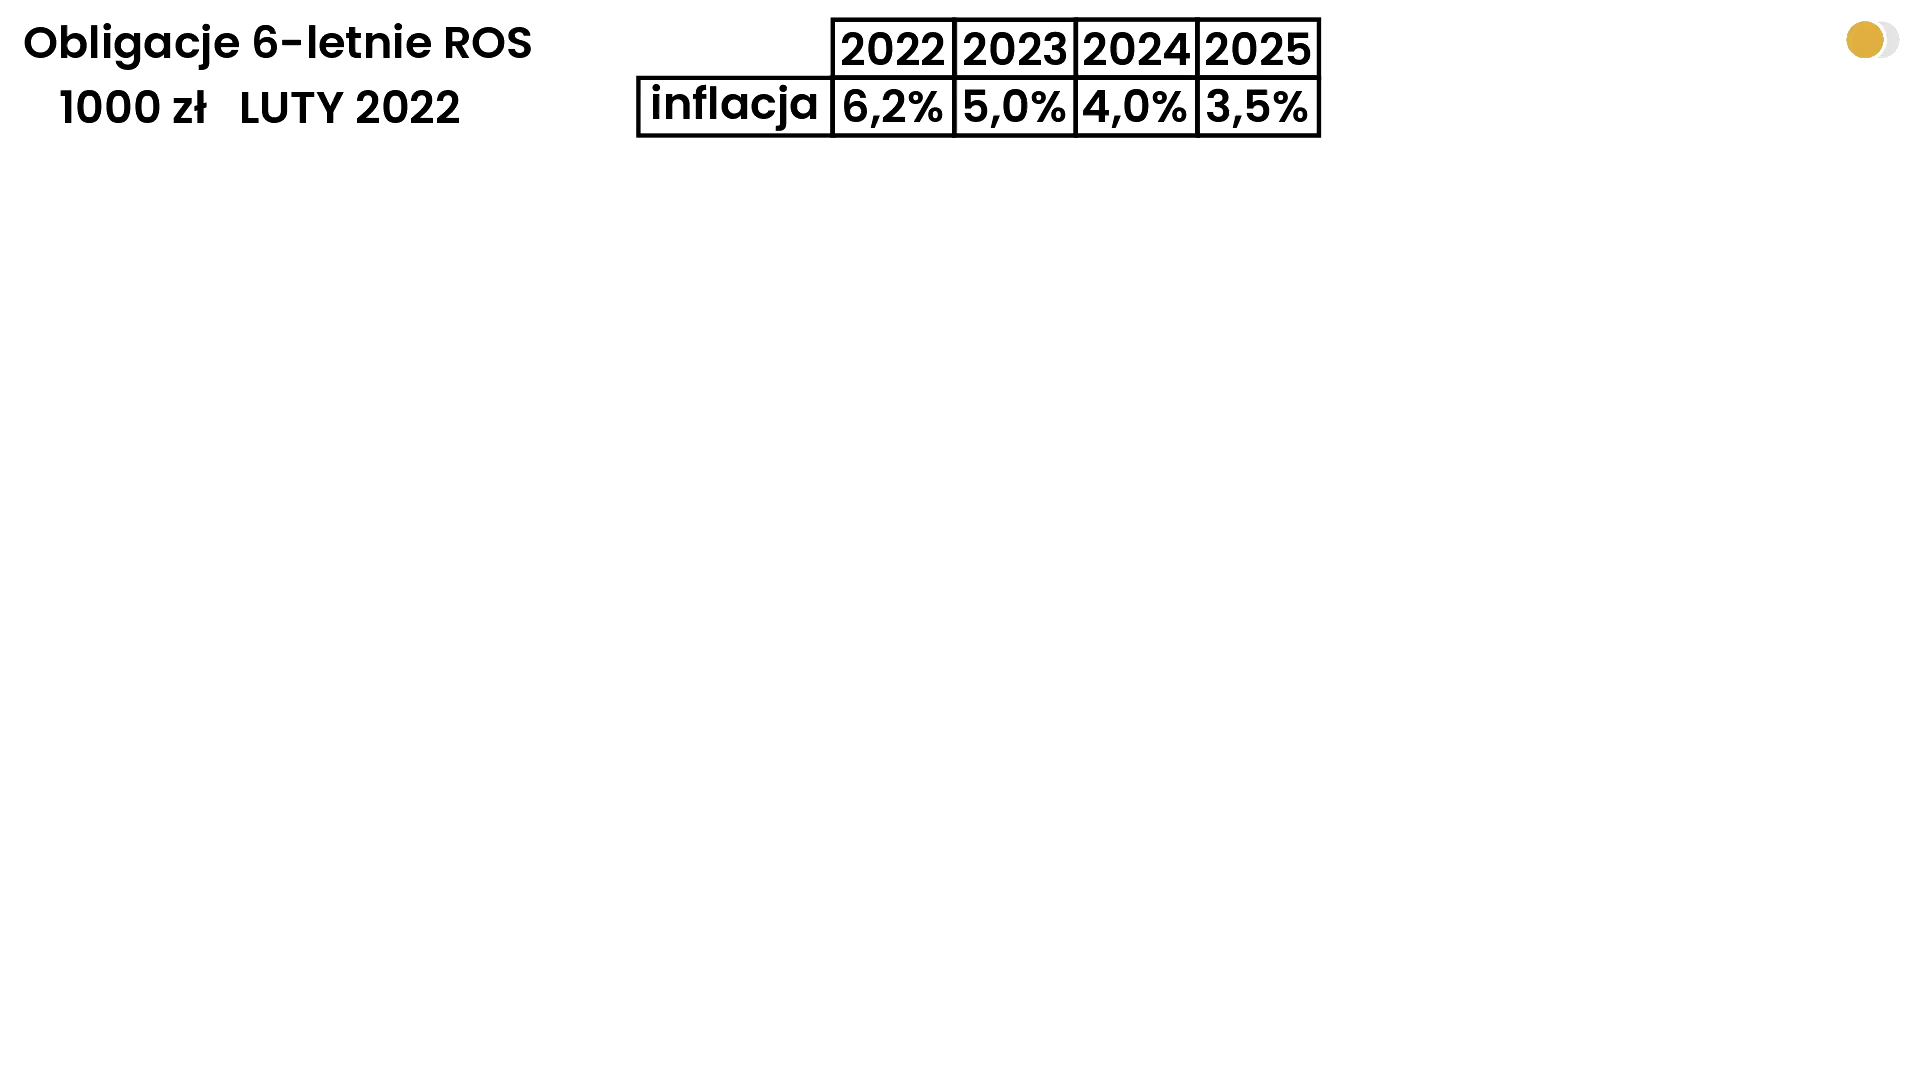 Obligacje 6-letnie ROS
1000 zł LUTY 2022
2022 2023 2024 2025
inflacja 6,2% 5,0% 4,0% 3,5%